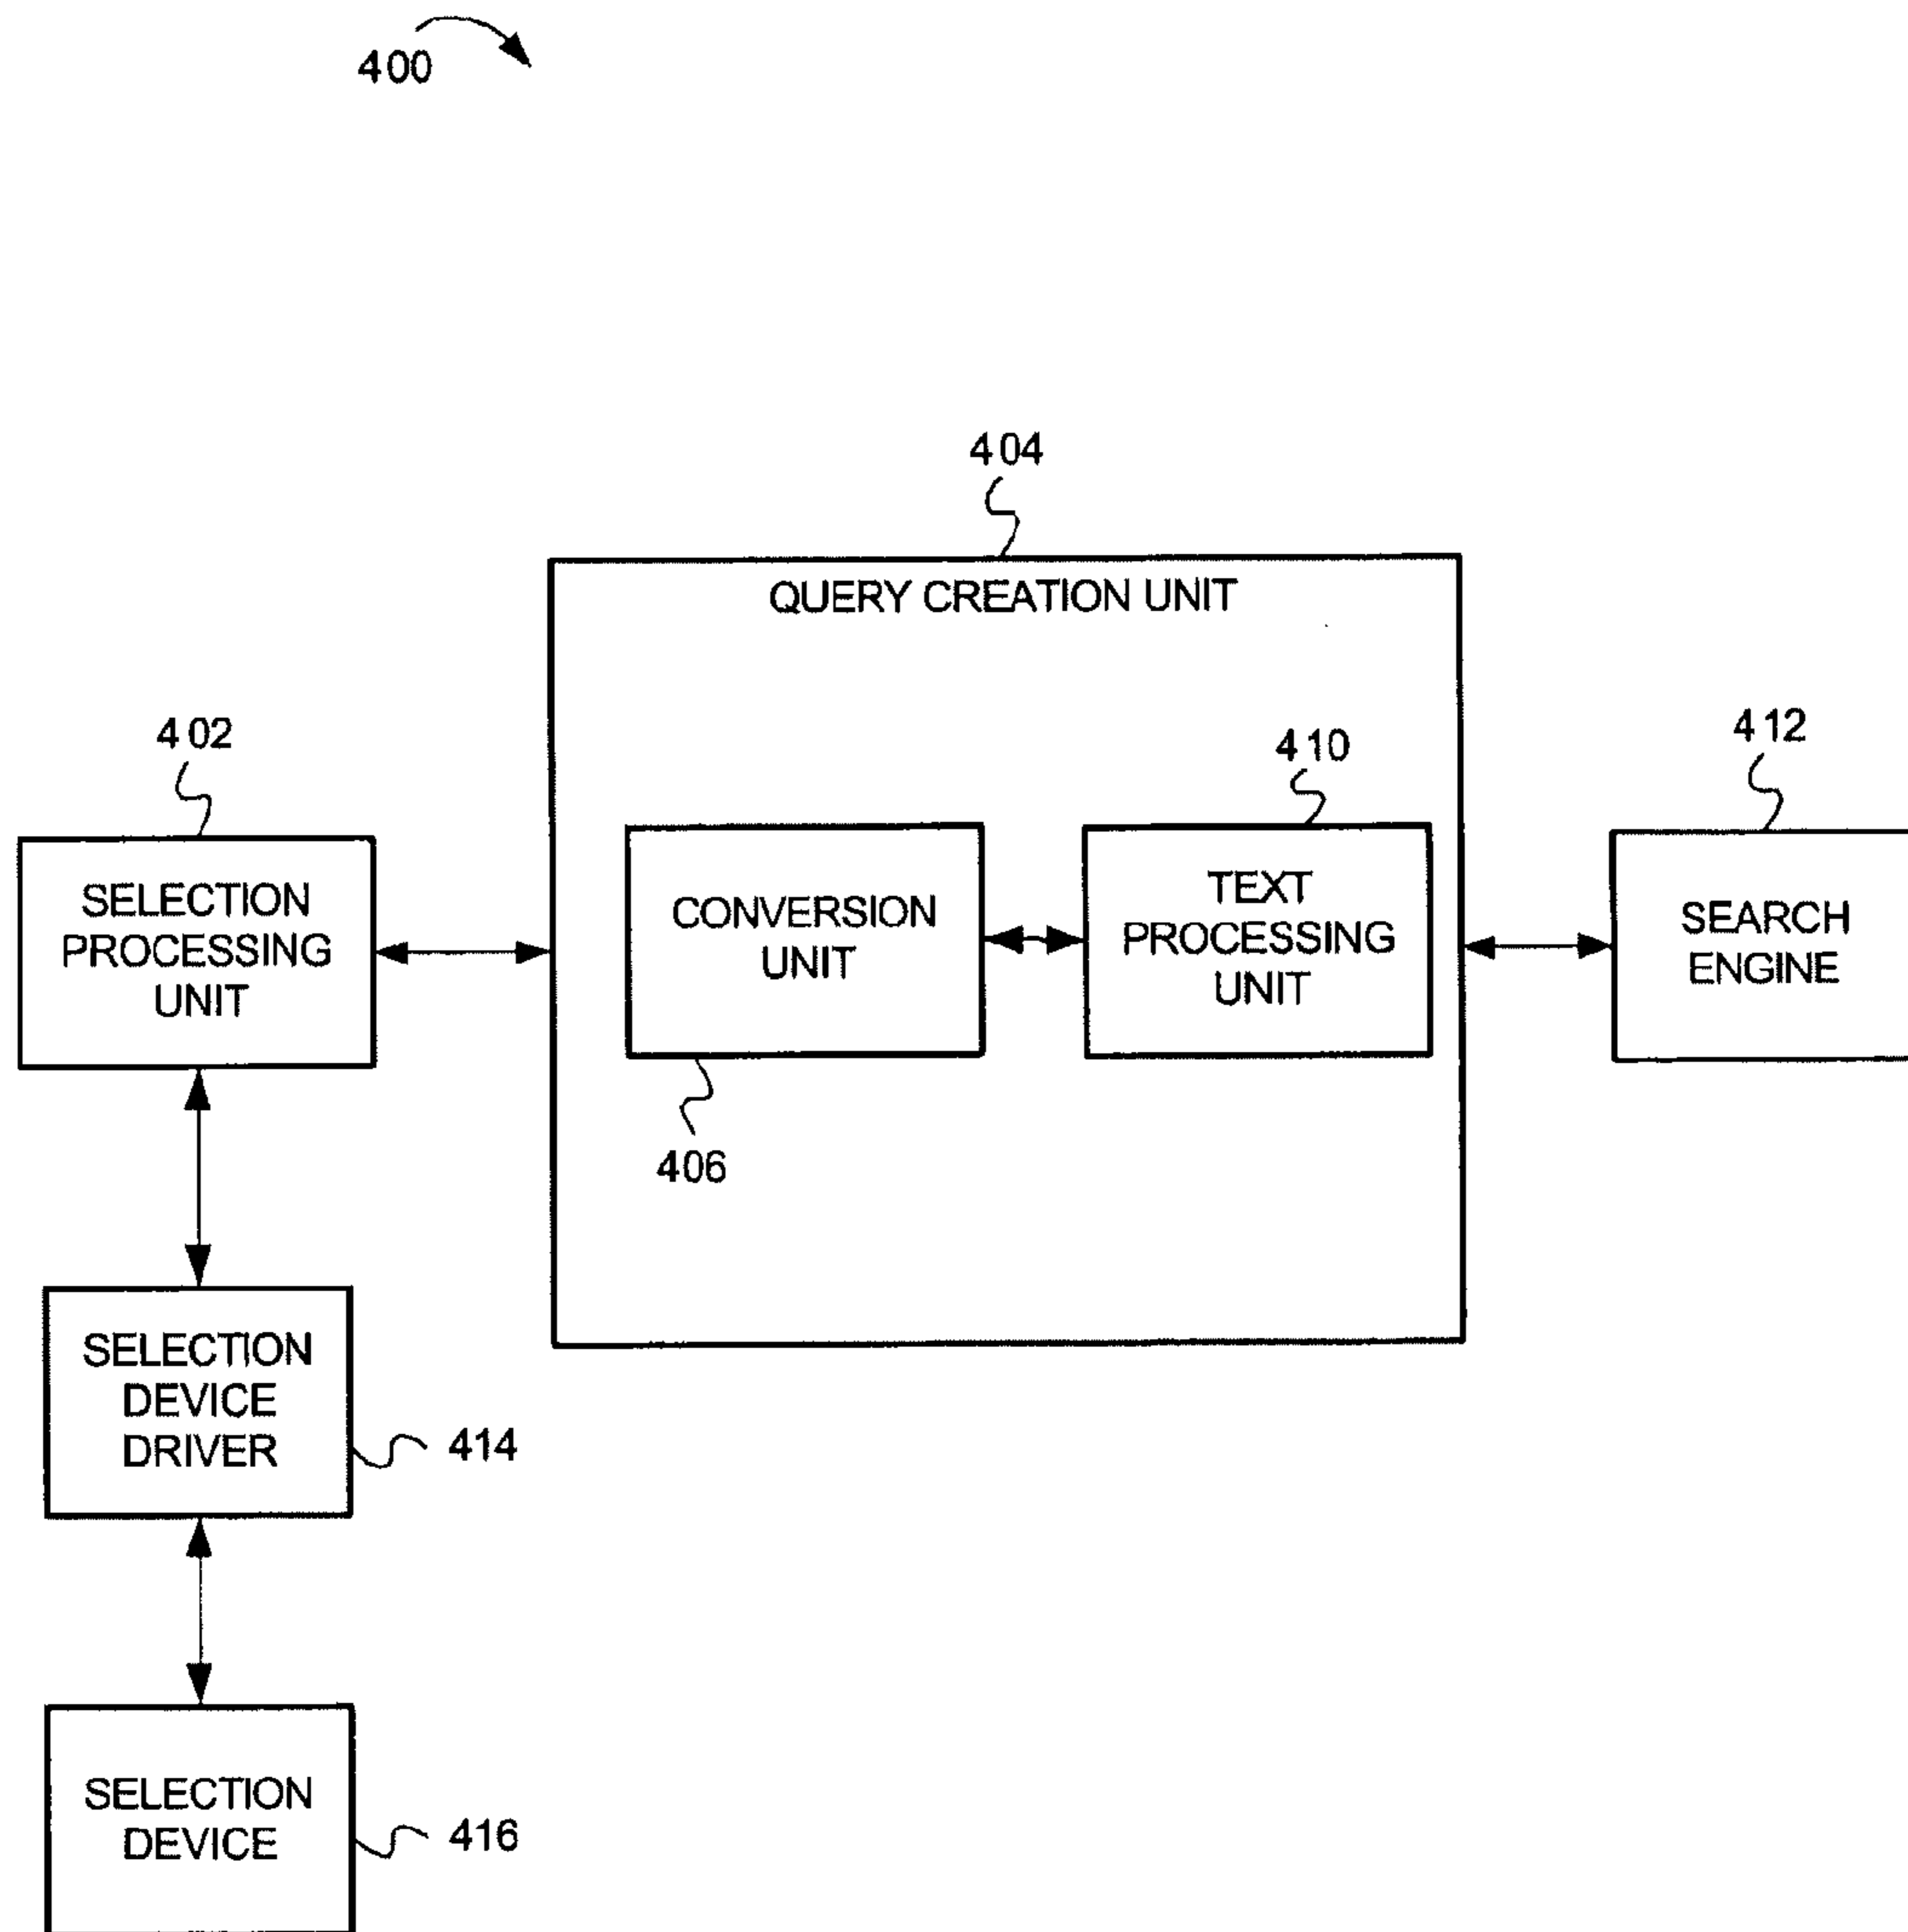 400
404
QUERY CREATION UNIT
402
410
412
SELECTION
PROCESSING
UNIT
CONVERSION
UNIT
TEXT
PROCESSING
UNIT
SEARCH
ENGINE
406
SELECTION
DEVICE
DRIVER
414
SELECTION
DEVICE
416